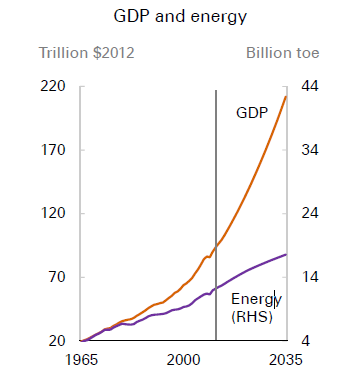 GDP and energy
Trillion $2012 Billion toe
220 44
GDP
170 34
120 24
70 14
Energy
(RHS)
20 4
1965 2000 2035